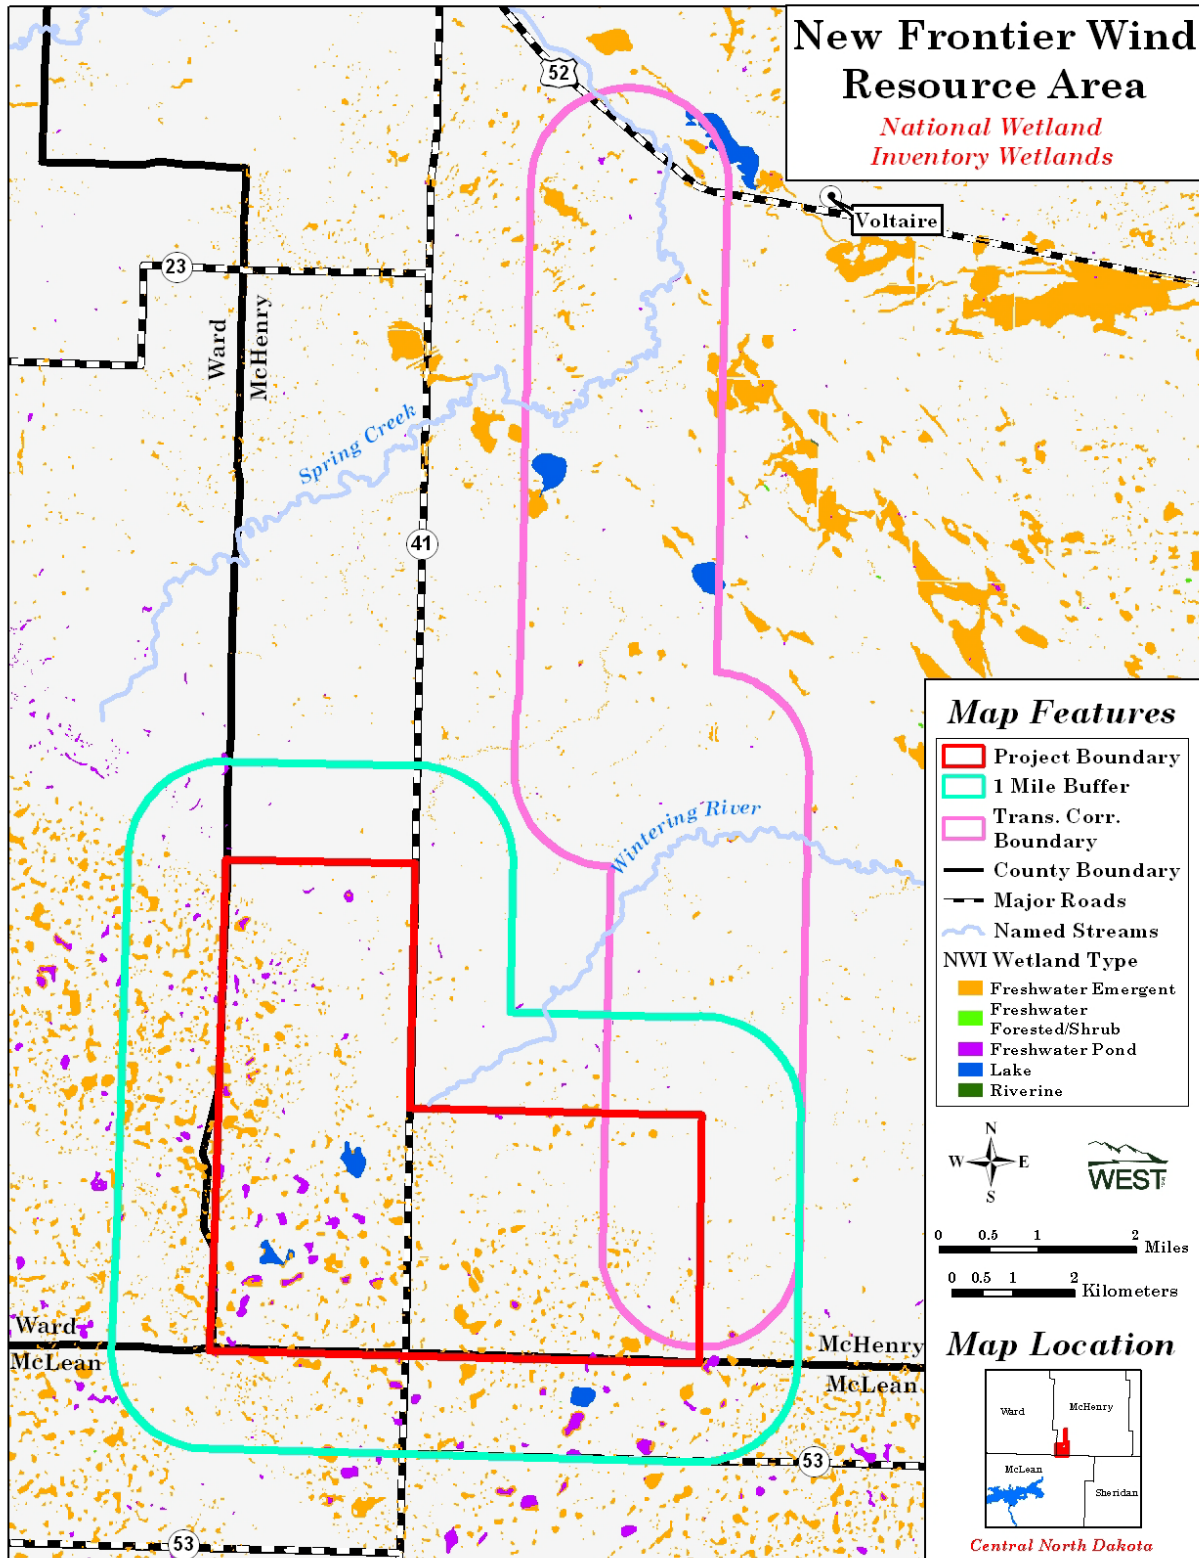 New Frontier Wind
Resource Area
National Wetland
Inventory Wetlands
52
Voltaire
23
Ward
McHenry
Spring Creek
41
Wintering River
Ward
McLean
McHenry
McLean
53
53
Map Features
Project Boundary
1 Mile Buffer
Trans. Corr.
Boundary
County Boundary
Major Roads
Named Streams
NWI Wetland Type
Freshwater Emergent
Freshwater
Forested/Shrub
Freshwater Pond
Lake
Riverine
N
W E
S
WEST
0 0.5 1 2
Miles
0 0.5 1 2
Kilometers
Map Location
Ward
McHenry
McLean
Sheridan
Central North Dakota